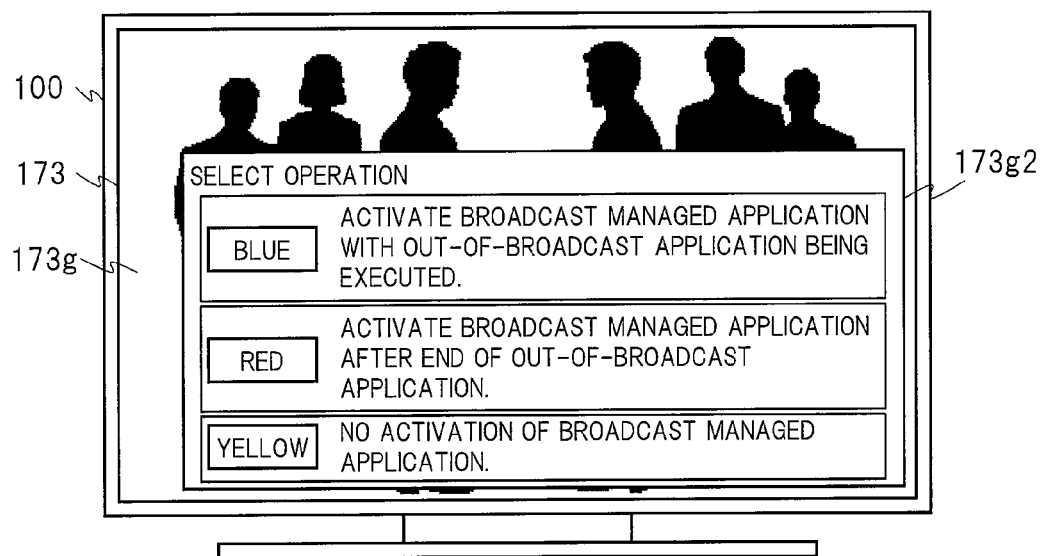 100
173
173g
173g2
SELECT OPERATION
BLUE
ACTIVATE BROADCAST MANAGED APPLICATION
WITH OUT-OF-BROADCAST APPLICATION BEING
EXECUTED.
RED
ACTIVATE BROADCAST MANAGED APPLICATION
AFTER END OF OUT-OF-BROADCAST
APPLICATION.
YELLOW
NO ACTIVATION OF BROADCAST MANAGED
APPLICATION.